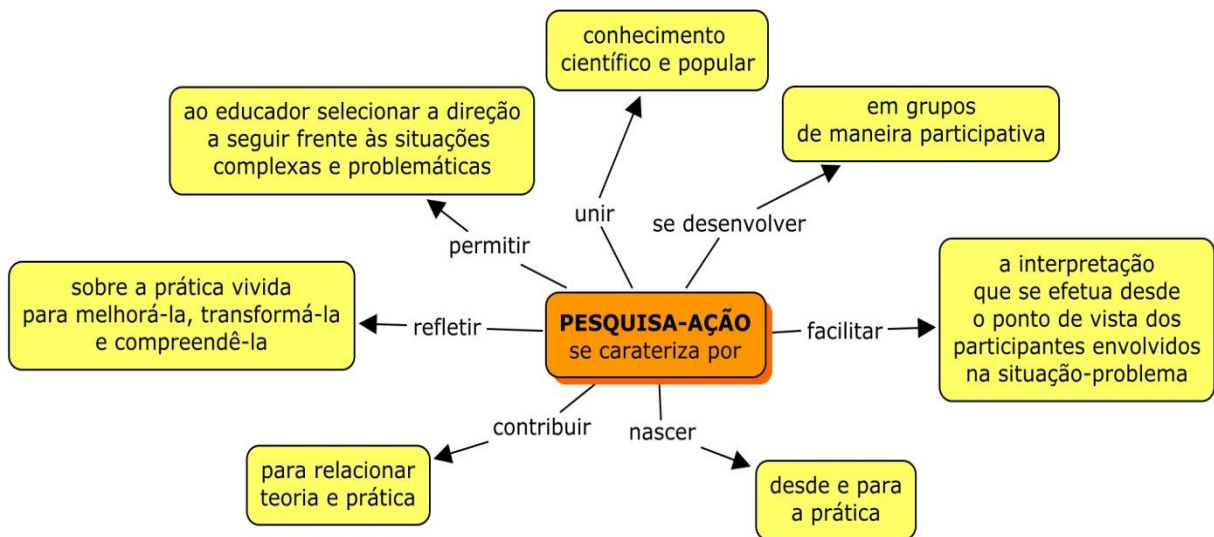 conhecimento
científico e popular
ao educador selecionar a direção
a seguir frente às situações
complexas e problemáticas
em grupos
de maneira participativa
unir
se desenvolver
permitir
sobre a prática vivida
para melhorá-la, transformá-la
e compreendê-la
refletir
PESQUISA-AÇÃO
se carateriza por
facilitar
a interpretação
que se efetua desde
o ponto de vista dos
participantes envolvidos
na situação-problema
contribuir
nascer
para relacionar
teoria e prática
desde e para
a prática